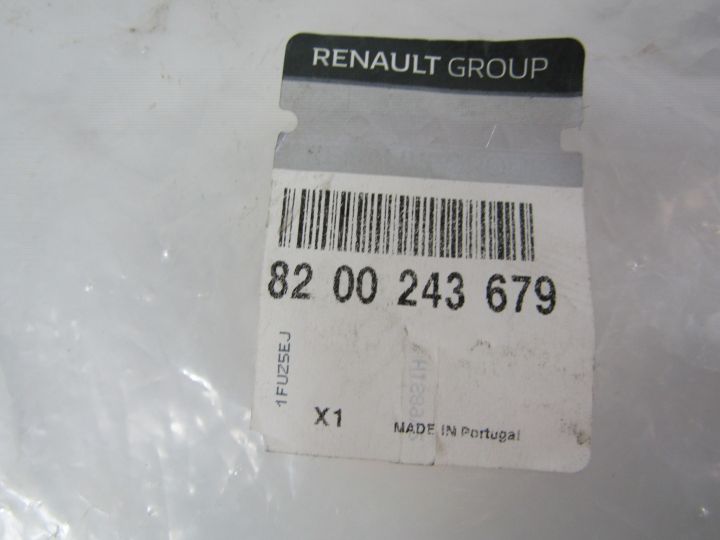 RENAULT GROUP
82 00 243 679
1FUZ5EJ
X1
MADE IN Portugal